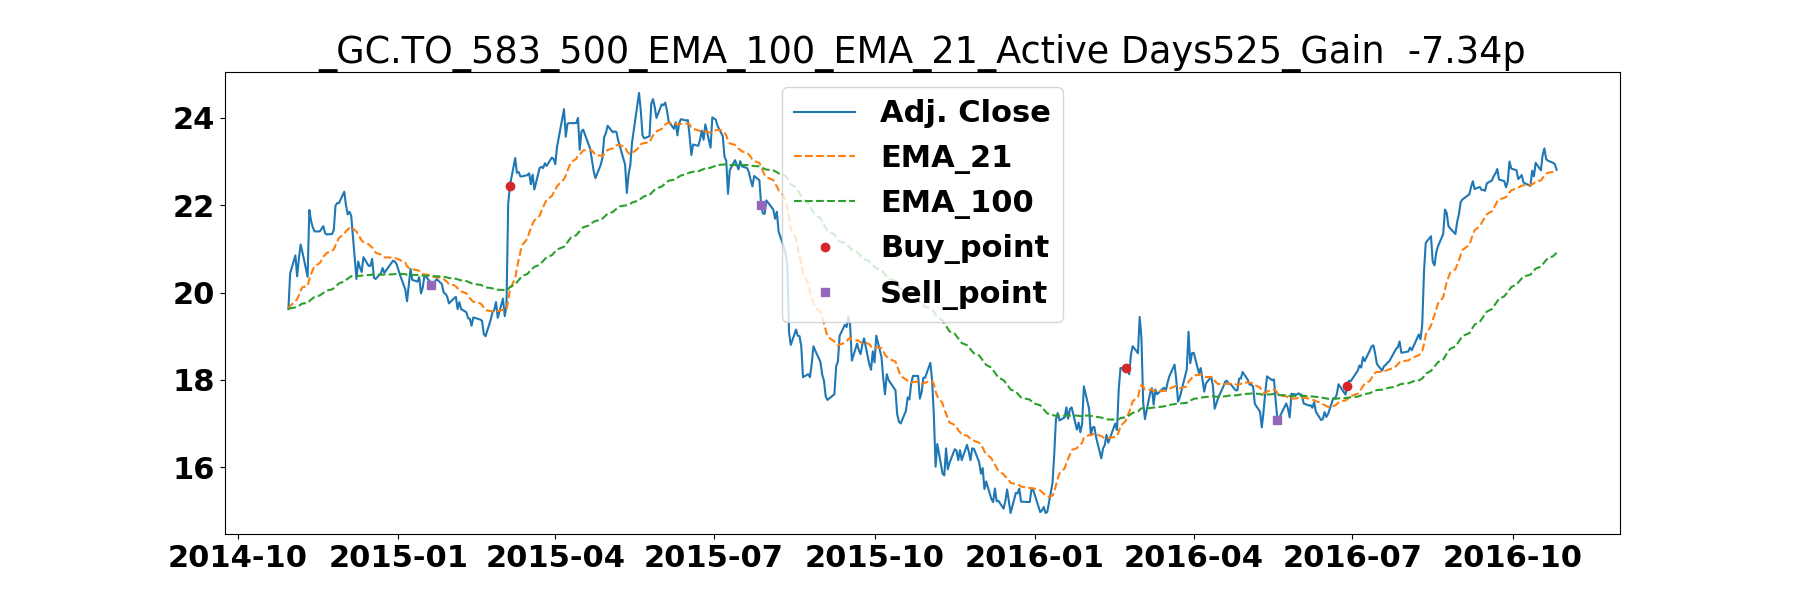 _GC.TO_583_500_EMA_100_EMA_21_Active Days525_Gain  -7.34p
24
22
20
18
16
Adj. Close
EMA_21
EMA_100
Buy_point
Sell_point
2014-10 2015-01 2015-04 2015-07 2015-10 2016-01 2016-04 2016-07 2016-10